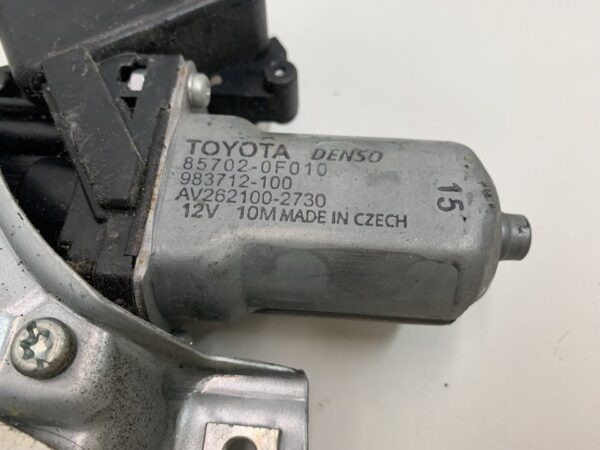 TOYOTA DENSO
85702-0F010
983712-100
AV262100-2730
12V 10M MADE IN CZECH
15